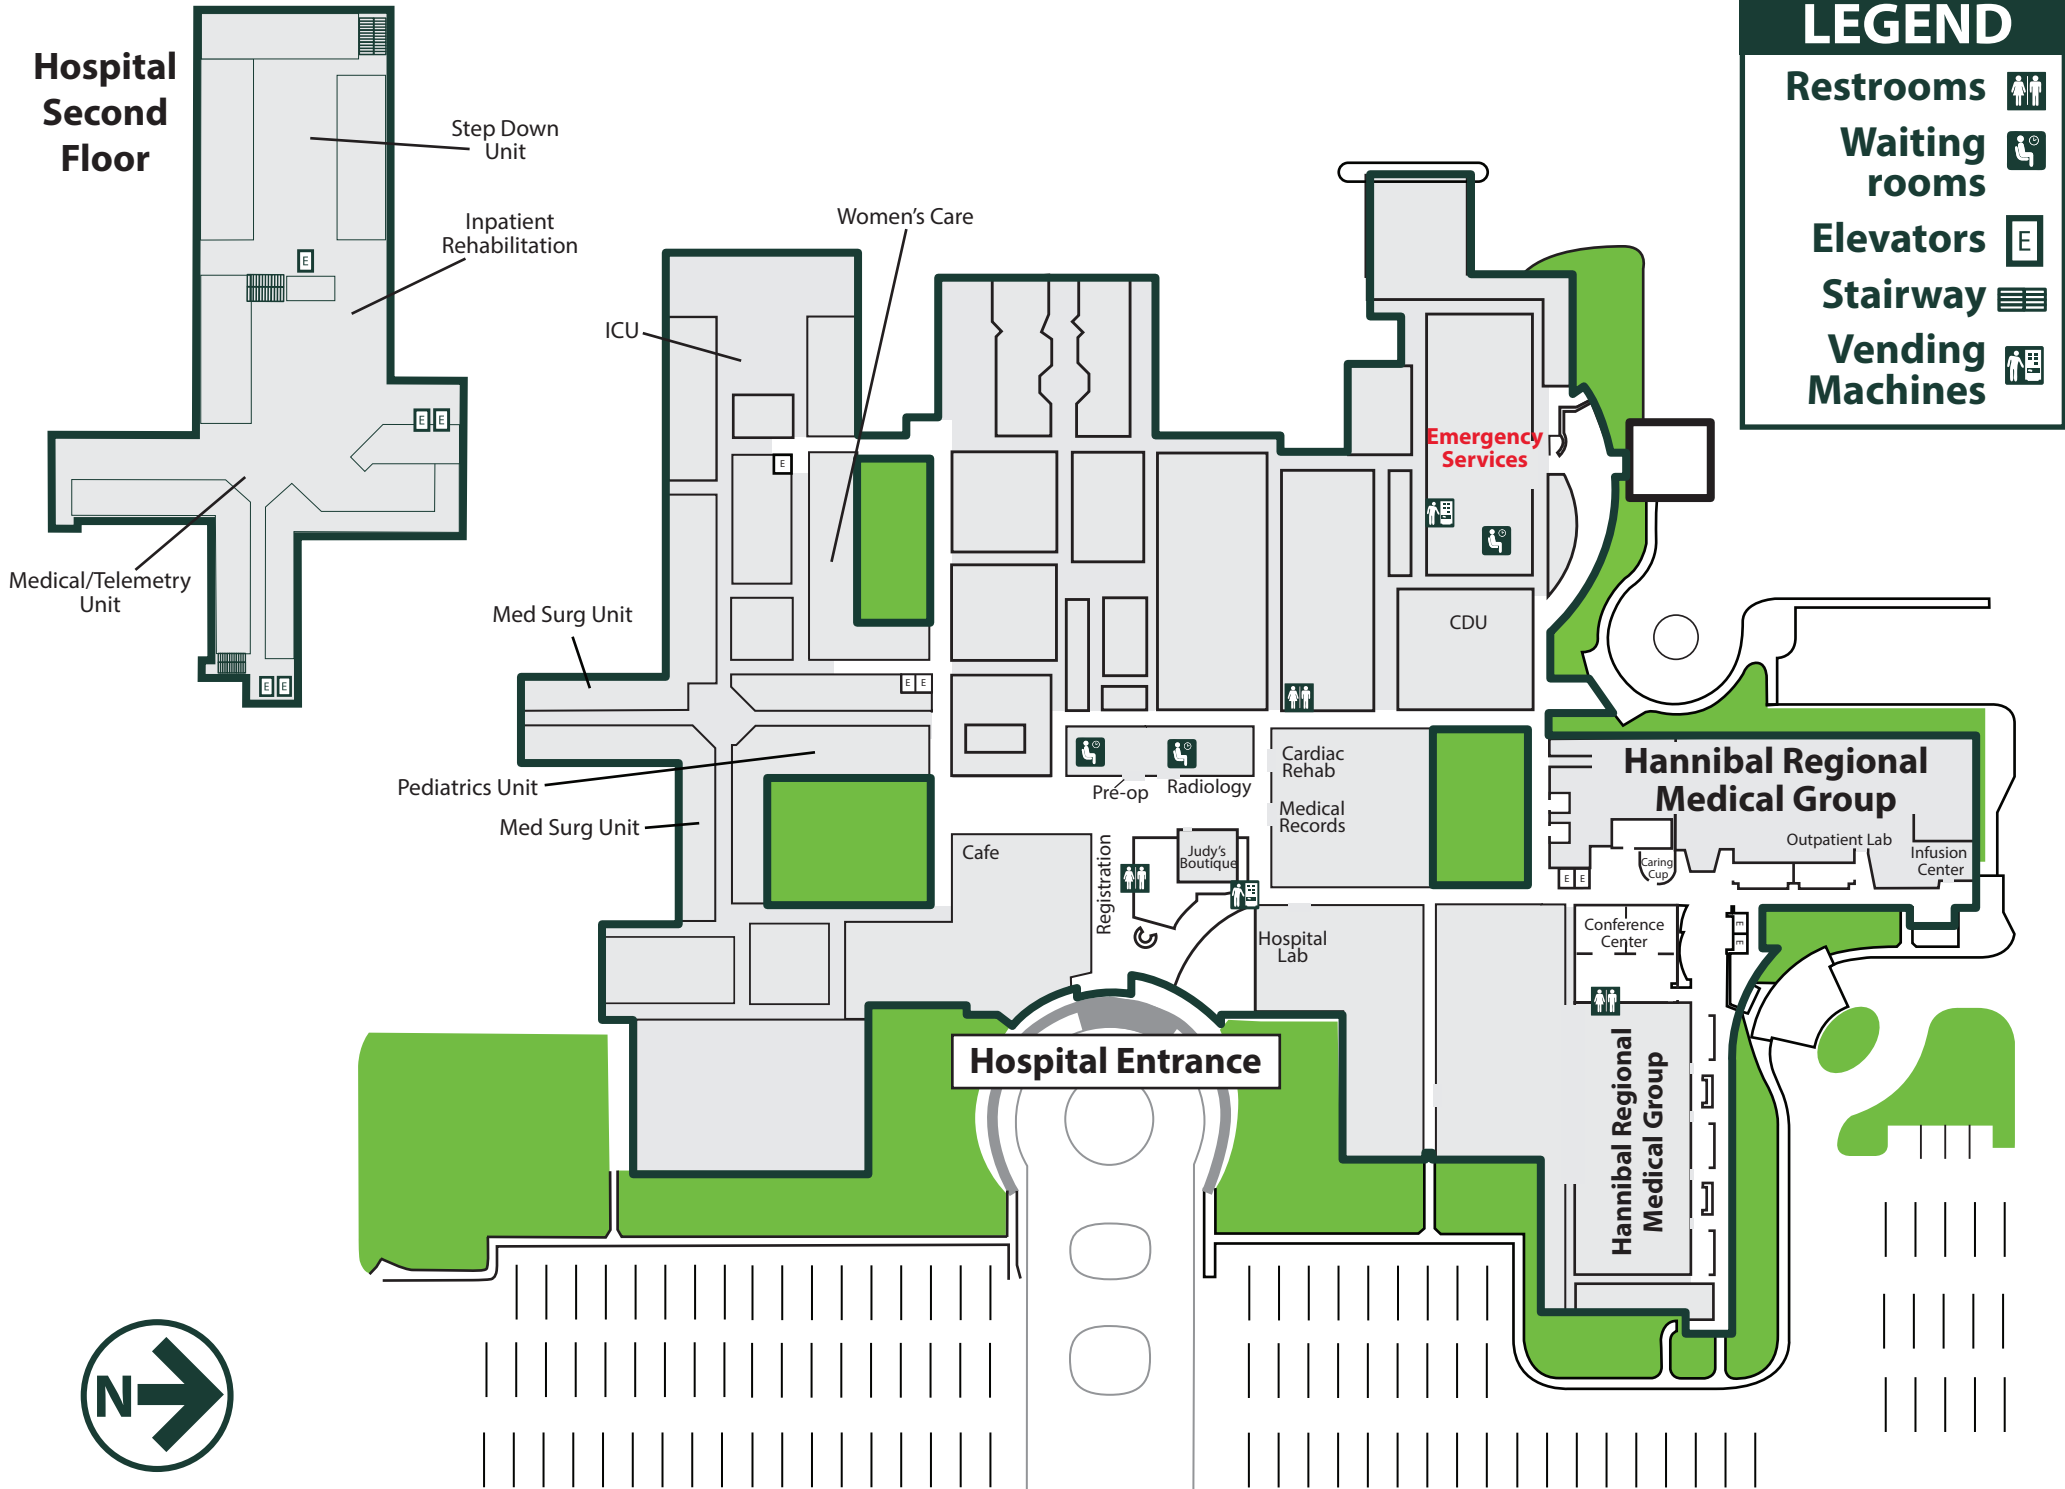 Hospital
Second
Floor
Step Down
Unit
Inpatient
Rehabilitation
Medical/Telemetry
Unit
E
E
E
E
E
LEGEND
Restrooms
Waiting
rooms
Elevators
E
Stairway
Vending
Machines
Women's Care
ICU
E
Emergency
Services
Med Surg Unit
CDU
E
E
Pediatrics Unit
Med Surg Unit
Pre-op
Radiology
Cardiac
Rehab
Medical
Records
Hannibal Regional
Medical Group
Outpatient Lab
Infusion
Center
Caring
Cup
E
E
Cafe
Registration
Judy's
Boutique
Hospital
Lab
Conference
Center
E
E
Hospital Entrance
Hannibal Regional
Medical Group
N